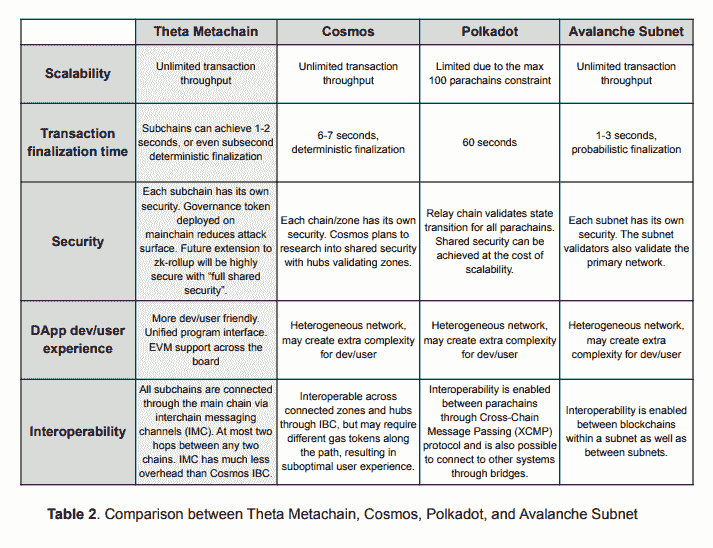 Theta Metachain
Cosmos
Polkadot
Avalanche Subnet
Scalability
Unlimited transaction
throughput
Unlimited transaction
throughput
Limited due to the max
100 parachains constraint
Unlimited transaction
throughput
Transaction
finalization time
Subchains can achieve 1-2
seconds, or even subsecond
deterministic finalization
6-7 seconds,
deterministic finalization
60 seconds
1-3 seconds,
probabilistic finalization
Security
Each subchain has its own
security. Governance token
deployed on
mainchain reduces attack
surface. Future extension to
zk-rollup will be highly
secure with “full shared
security”.
Each chain/zone has its own
security. Cosmos plans to
research into shared security
with hubs validating zones.
Relay chain validates state
transition for all parachains.
Shared security can be
achieved at the cost of
scalability.
Each subnet has its own
security. The subnet
validators also validate the
primary network.
DApp dev/user
experience
More dev/user friendly.
Unified program interface.
EVM support across the
board
Heterogeneous network,
may create extra complexity
for dev/user
Heterogeneous network,
may create extra complexity
for dev/user
Heterogeneous network,
may create extra
complexity for dev/user
Interoperability
All subchains are connected
through the main chain via
interchain messaging
channels (IMC). At most two
hops between any two
chains. IMC has much less
overhead than Cosmos IBC.
Interoperable across
connected zones and hubs
through IBC, but may require
different gas tokens along
the path, resulting in
suboptimal user experience.
Interoperability is enabled
between parachains
through Cross-Chain
Message Passing (XCMP)
protocol and is also possible
to connect to other systems
through bridges.
Interoperability is enabled
between blockchains
within a subnet as well as
between subnets.
Table 2. Comparison between Theta Metachain, Cosmos, Polkadot, and Avalanche Subnet